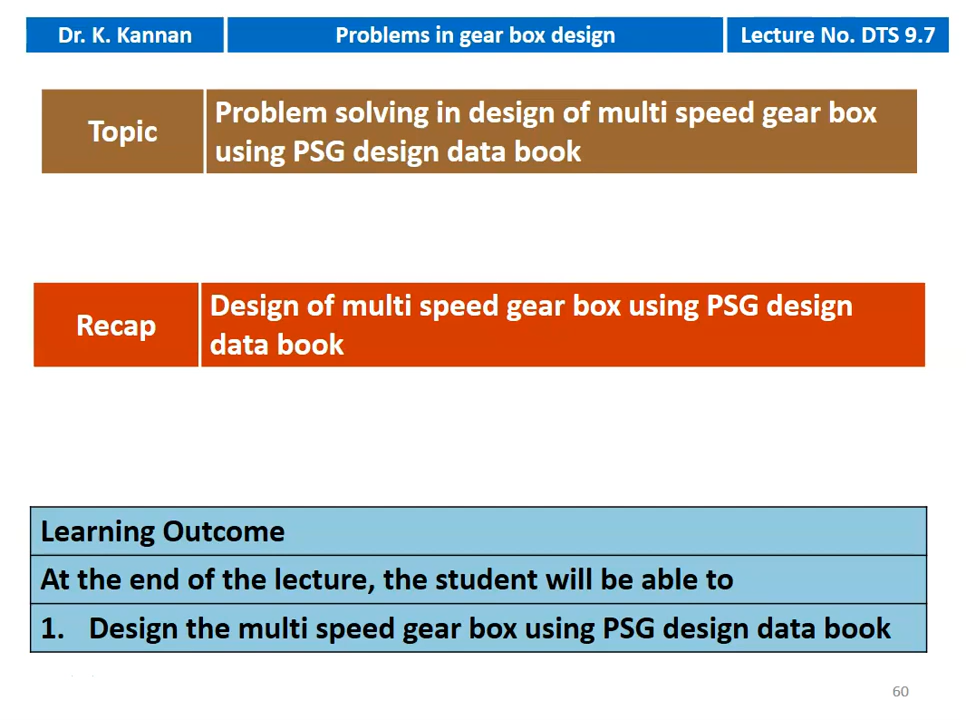 Dr. K. Kannan
Problems in gear box design
Lecture No. DTS 9.7
Topic
Problem solving in design of multi speed gear box
using PSG design data book
Recap
Design of multi speed gear box using PSG design
data book
Learning Outcome
At the end of the lecture, the student will be able to
1. Design the multi speed gear box using PSG design data book
60